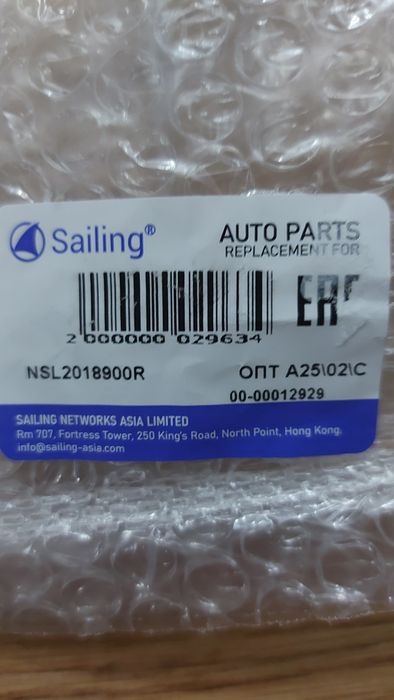 Sailing®
AUTO PARTS
REPLACEMENT FOR
EAC
2 000000 029634
NSL2018900R
ОПТ A25\02\C
00-00012929
SAILING NETWORKS ASIA LIMITED
Rm 707, Fortress Tower, 250 King's Road, North Point, Hong Kong.
info@sailing-asia.com